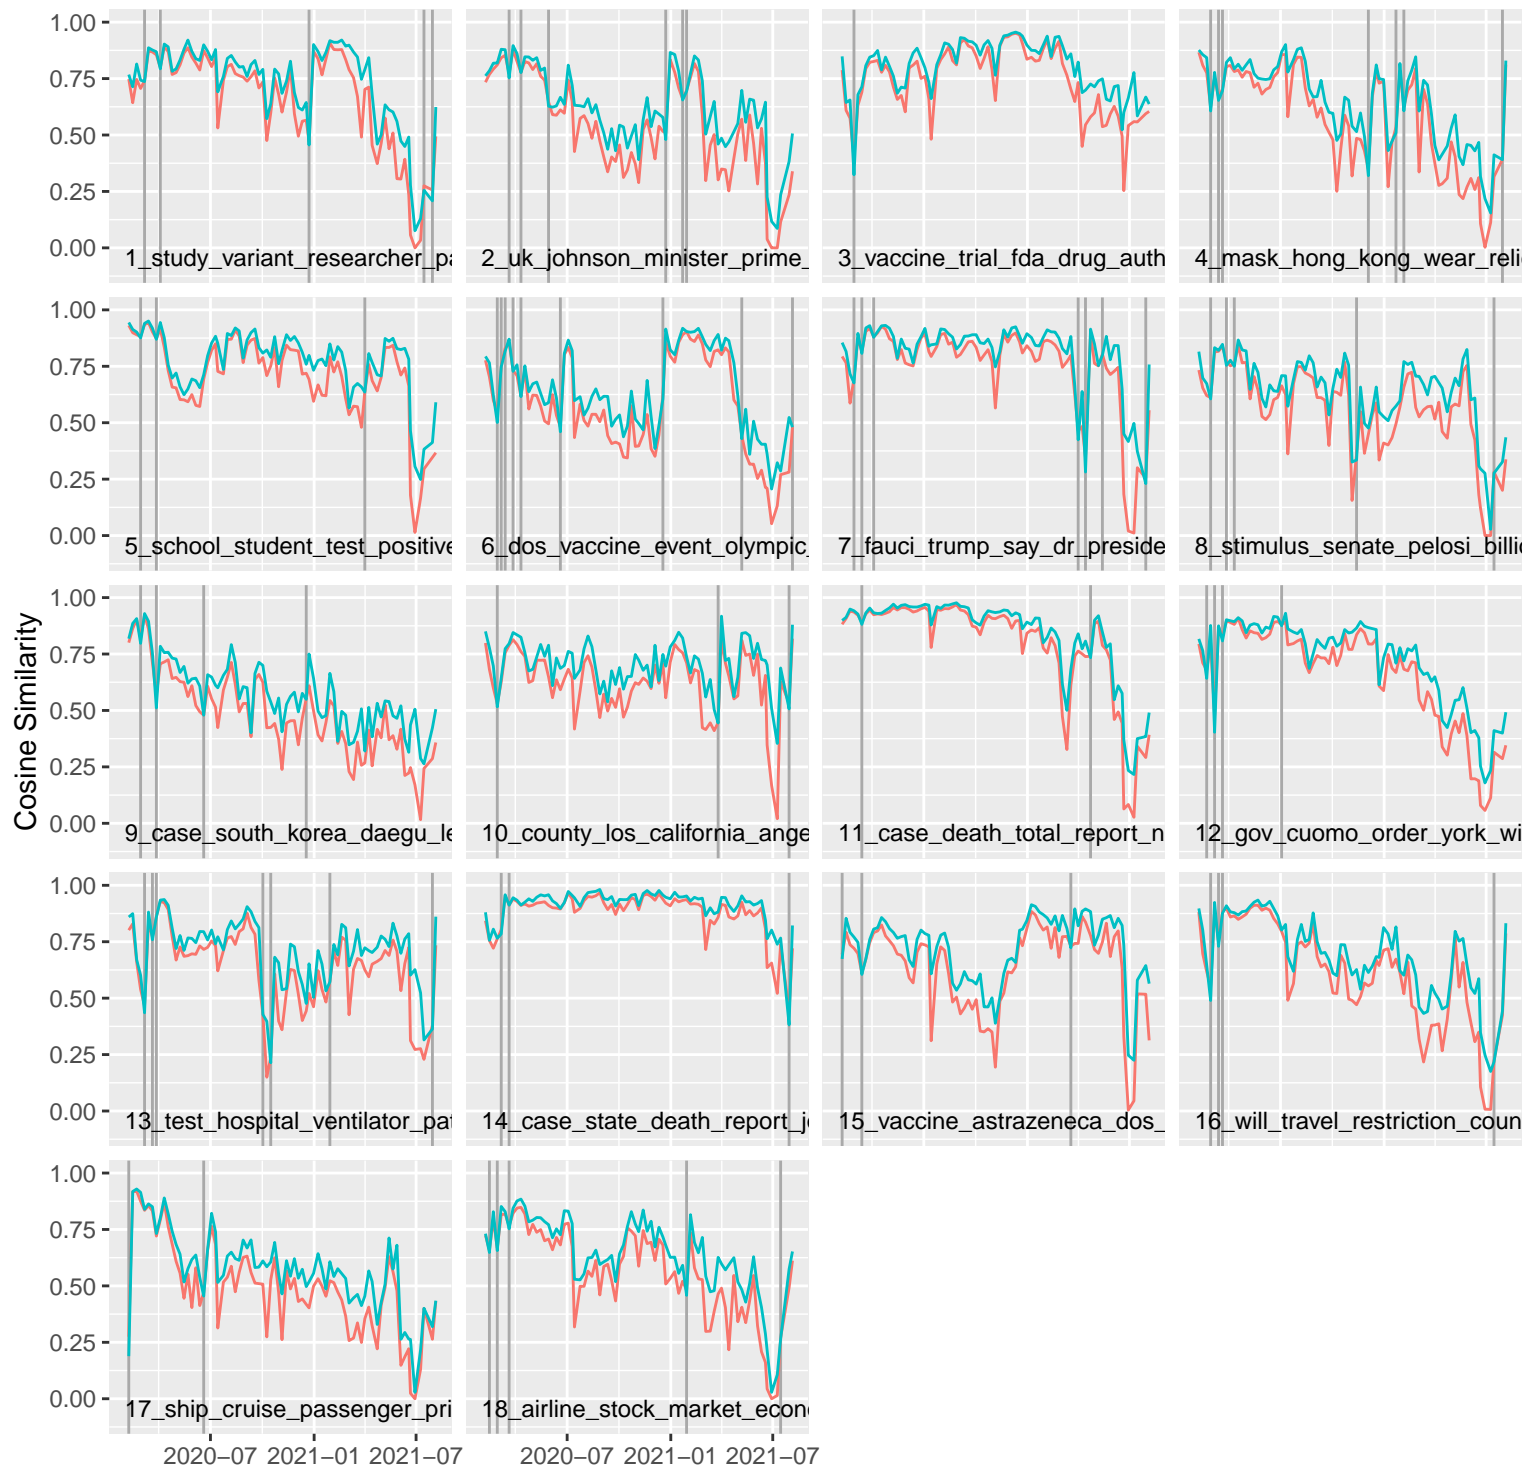 1.00
0.75
0.50
0.25
0.00
1_study_variant_researcher_pa
2_uk_johnson_minister_prime_
3_vaccine_trial_fda_drug_auth
4_mask_hong_kong_wear_reli
1.00
0.75
0.50
0.25
0.00
5_school_student_test_positive
6_dos_vaccine_event_olympic_
7_fauci_trump_say_dr_preside
8_stimulus_senate_pelosi_billi
Cosine Similarity
1.00
0.75
0.50
0.25
0.00
9_case_south_korea_daegu_le
10_county_los_california_ange
11_case_death_total_report_n
12_gov_cuomo_order_york_wi
1.00
0.75
0.50
0.25
0.00
13_test_hospital_ventilator_pat
14_case_state_death_report_j
15_vaccine_astrazeneca_dos_
16_will_travel_restriction_coun
1.00
0.75
0.50
0.25
0.00
17_ship_cruise_passenger_pri
18_airline_stock_market_econ
2020−07 2021−01 2021−07
2020−07 2021−01 2021−07